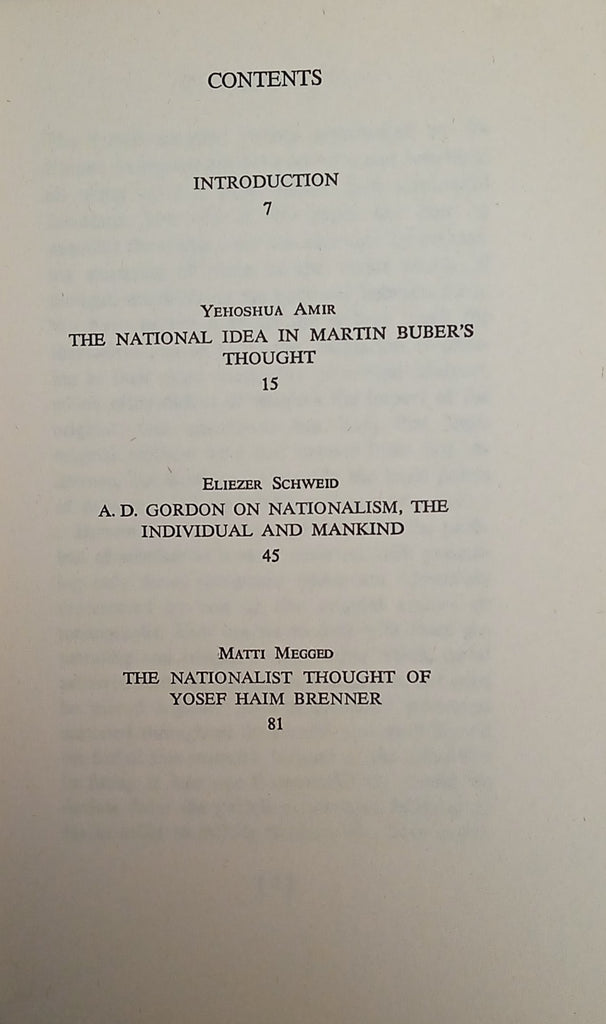 CONTENTS
INTRODUCTION
7
YEHOSHUA AMIR
THE NATIONAL IDEA IN MARTIN BUBER'S
THOUGHT
15
ELIEZER SCHWEID
A. D. GORDON ON NATIONALISM, THE
INDIVIDUAL AND MANKIND
45
MATTI MEGGED
THE NATIONALIST THOUGHT OF
YOSEF HAIM BRENNER
81